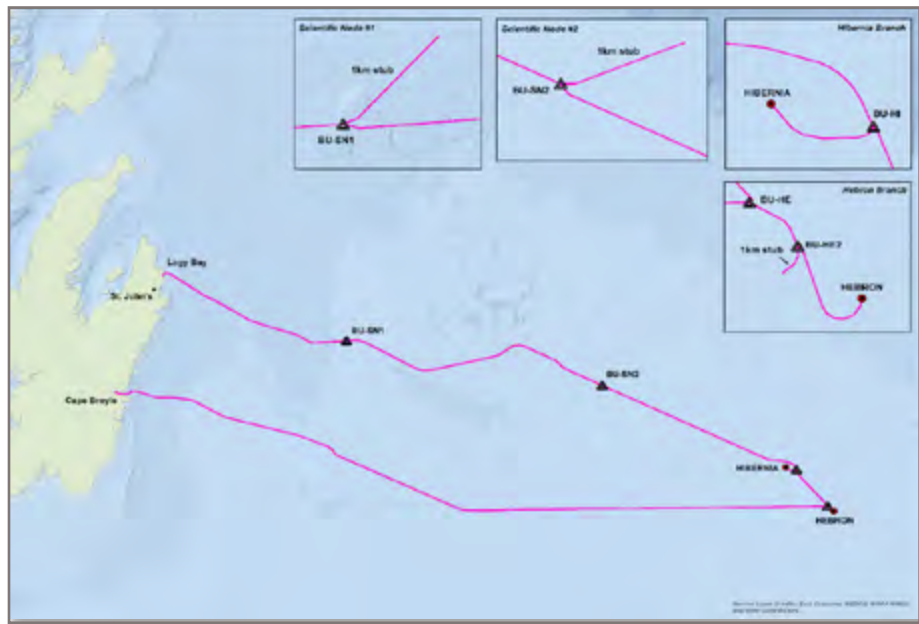 Scientific Node #1
1km stub
BU-SN1
Scientific Node #2
1km stub
BU-SN2
Hibernia Branch
HIBERNIA
BU-HI
Hebron Branch
BU-HE
BU-HE2
1km stub
HEBRON
Logy Bay
St. John's
BU-SN1
BU-SN2
Cape Broyle
HIBERNIA
HEBRON